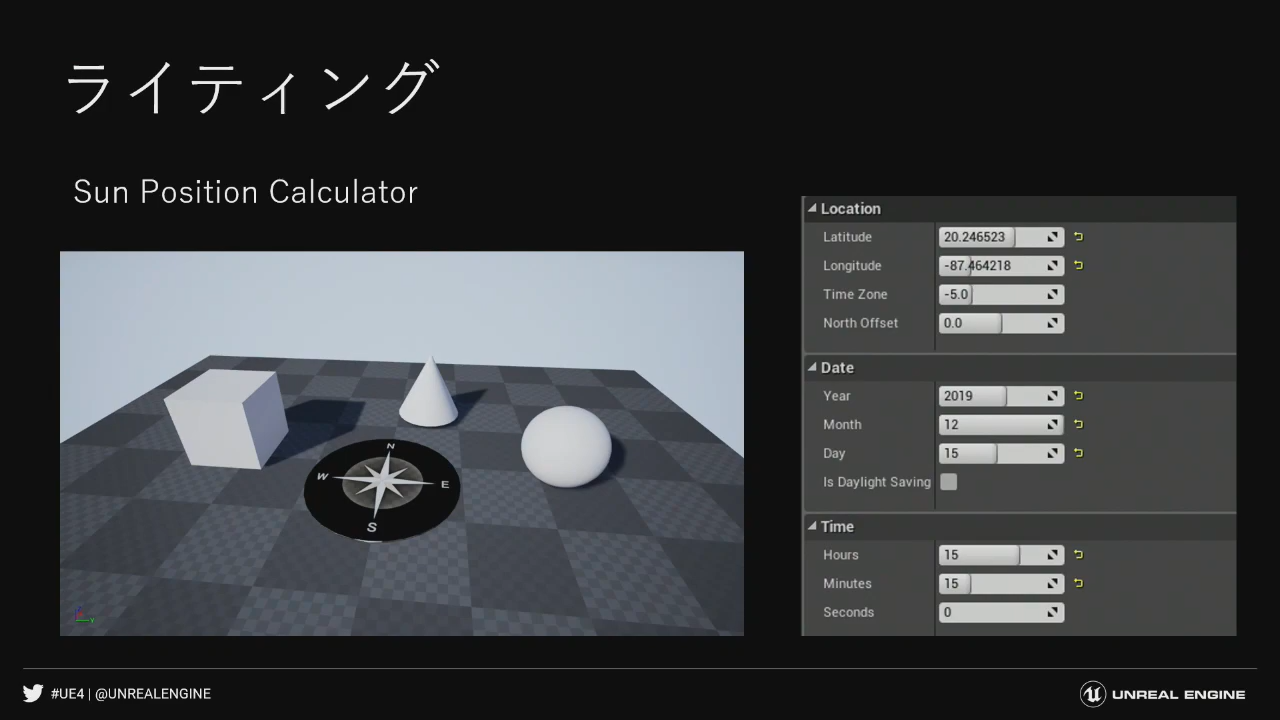 ライティング
Sun Position Calculator
N
W
E
S
Location
Latitude 20.246523
Longitude -87.464218
Time Zone -5.0
North Offset 0.0
Date
Year 2019
Month 12
Day 15
Is Daylight Saving
Time
Hours 15
Minutes 15
Seconds 0
#UE4 | @UNREALENGINE
UNREAL ENGINE